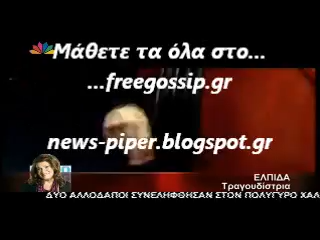 Μάθετε τα όλα στο...
...freegossip.gr
news-piper.blogspot.gr
ΕΛΠΙΔΑ
Τραγουδίστρια
ΔΥΟ ΑΛΛΟΔΑΠΟΙ ΣΥΝΕΛΗΦΘΗΣΑΝ ΣΤΟΝ ΠΟΛΥΓΥΡΟ ΧΑΛ